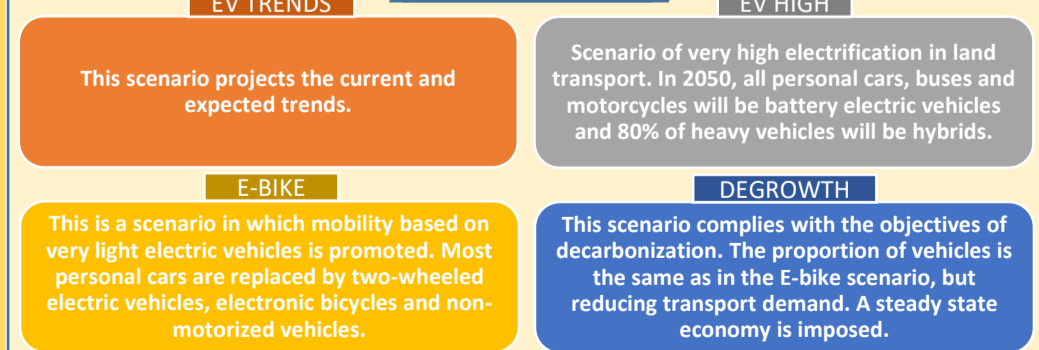 EV TRENDS
This scenario projects the current and
expected trends.
EV HIGH
Scenario of very high electrification in land
transport. In 2050, all personal cars, buses and
motorcycles will be battery electric vehicles
and 80% of heavy vehicles will be hybrids.
E-BIKE
This is a scenario in which mobility based on
very light electric vehicles is promoted. Most
personal cars are replaced by two-wheeled
electric vehicles, electronic bicycles and non-
motorized vehicles.
DEGROWTH
This scenario complies with the objectives of
decarbonization. The proportion of vehicles is
the same as in the E-bike scenario, but
reducing transport demand. A steady state
economy is imposed.